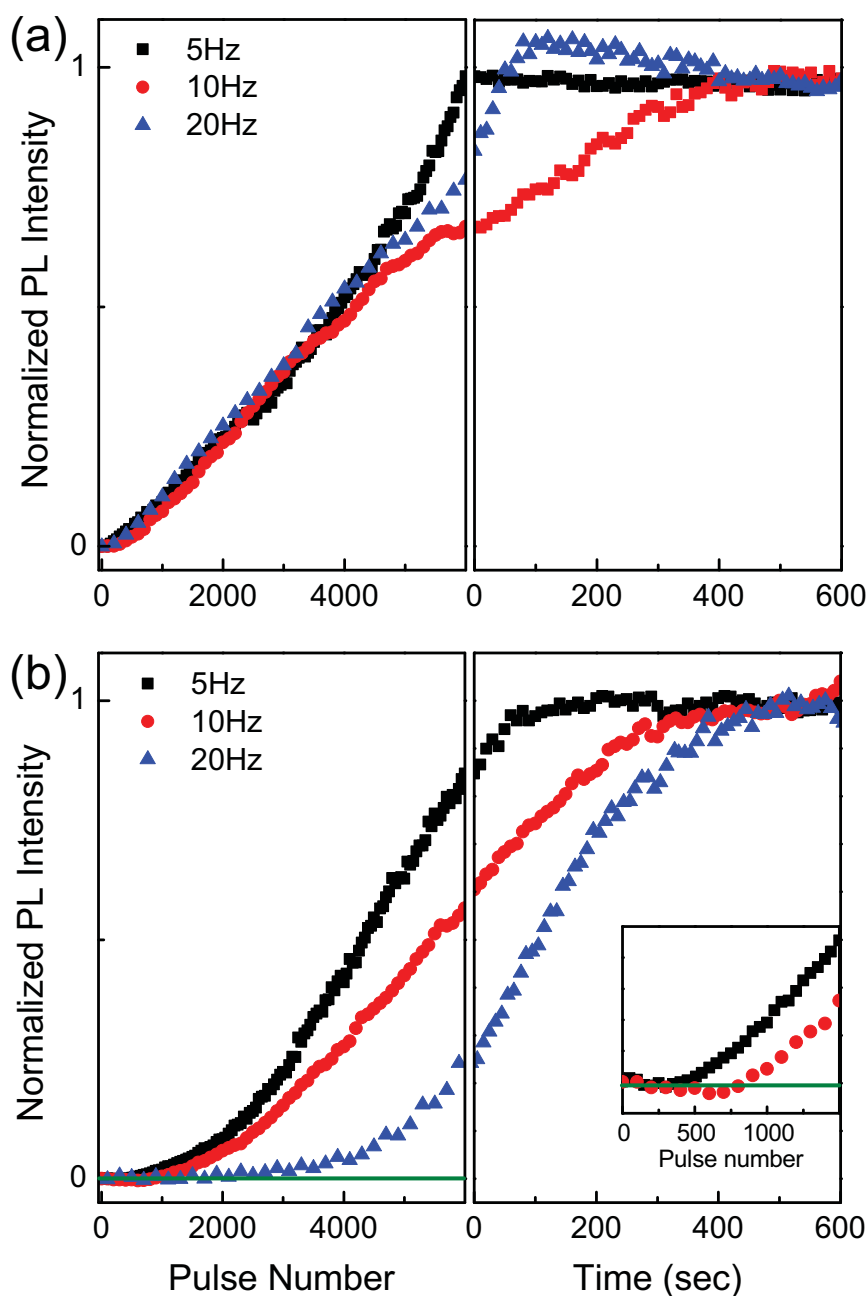 (a)
5Hz
10Hz
20Hz
Normalized PL Intensity
1
0
0 2000 4000 0 200 400 600
(b)
5Hz
10Hz
20Hz
Normalized PL Intensity
1
0
0 500 1000
Pulse number
0 2000 4000 0 200 400 600
Pulse Number Time (sec)